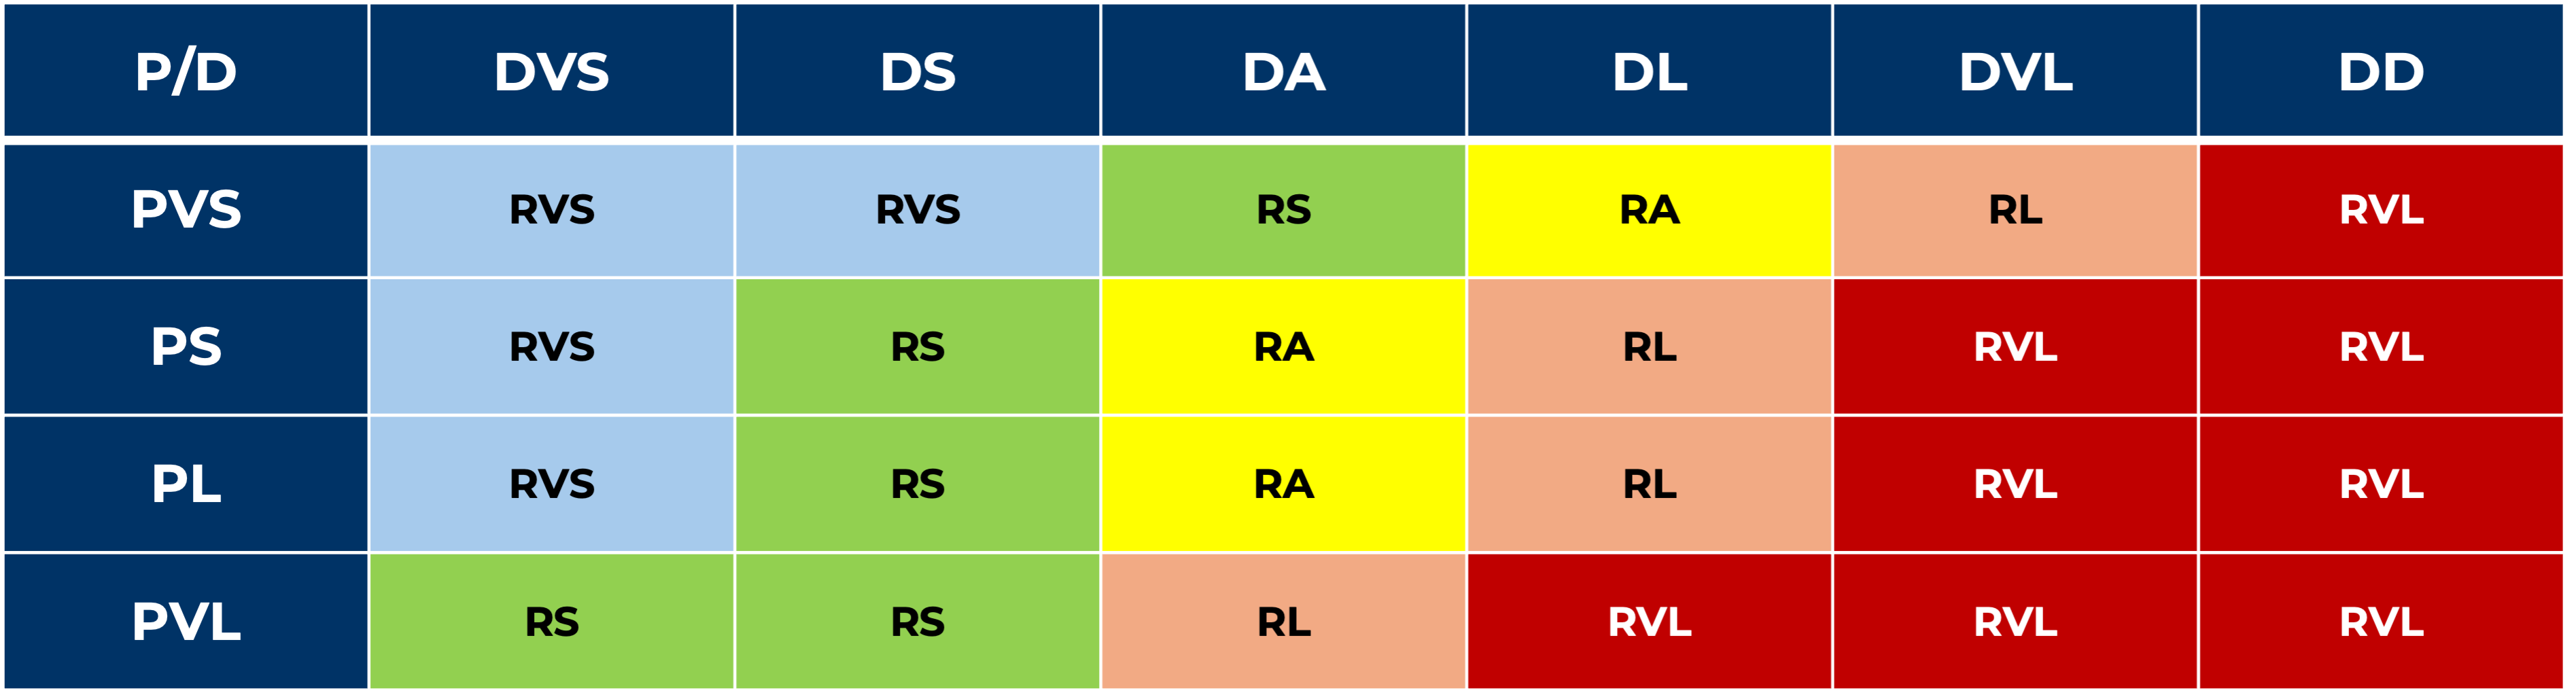 P/D DVS DS DA DL DVL DD
PVS RVS RVS RS RA RL RVL
PS RVS RS RA RL RVL RVL
PL RVS RS RA RL RVL RVL
PVL RS RS RL RVL RVL RVL